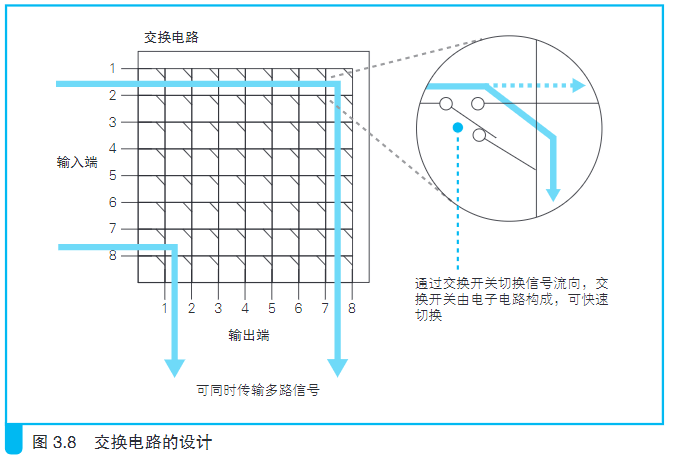 交换电路
1
2
3
4
5
6
7
8
输入端
1 2 3 4 5 6 7 8
输出端
可同时传输多路信号
通过交换开关切换信号流向，交
换开关由电子电路构成，可快速
切换
图 3.8 交换电路的设计